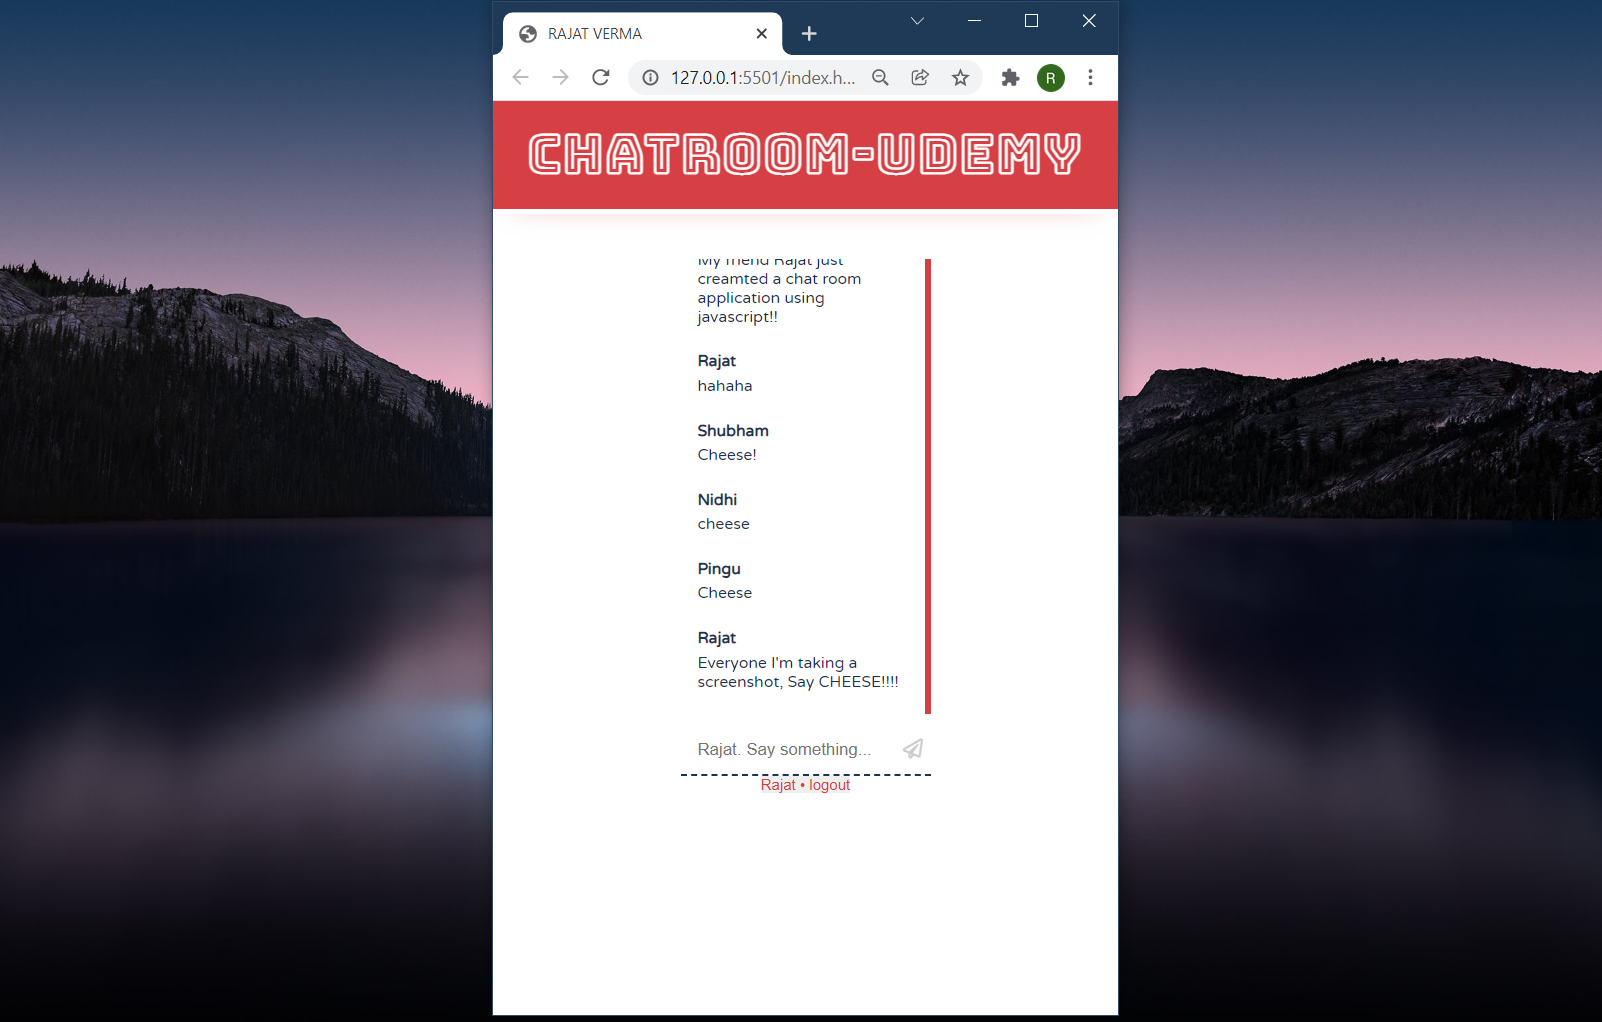 RAJAT VERMA
127.0.0.1:5501/index.h...
R
CHATROOM-UDEMY
My friend Rajat just
creamted a chat room
application using
javascript!!
Rajat
hahaha
Shubham
Cheese!
Nidhi
cheese
Pingu
Cheese
Rajat
Everyone I'm taking a
screenshot, Say CHEESE!!!!
Rajat. Say something...
Rajat • logout